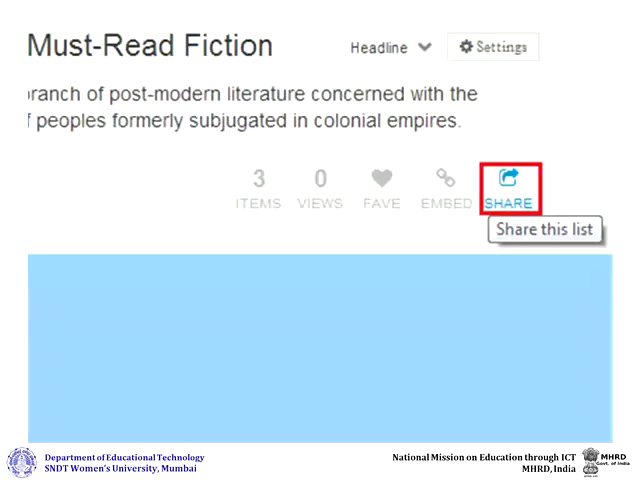 Must-Read Fiction
Headline
Settings
branch of post-modern literature concerned with the
f peoples formerly subjugated in colonial empires.
3
0
ITEMS VIEWS FAVE EMBED SHARE
Share this list
Department of Educational Technology
SNDT Women's University, Mumbai
National Mission on Education through ICT
MHRD, India
MHRD
Govt. of India